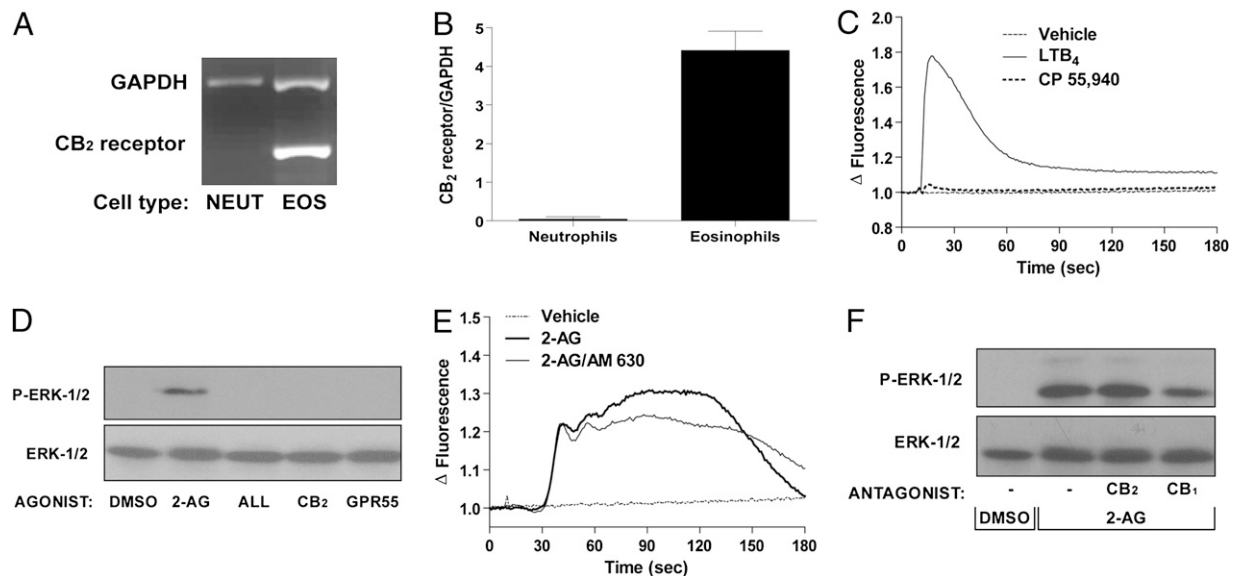 A
GAPDH
CB₂ receptor
Cell type: NEUT EOS
B
CB₂ receptor/GAPDH
5
4
3
2
1
0
Neutrophils Eosinophils
C
Δ Fluorescence
2.0
1.8
1.6
1.4
1.2
1.0
0.8
Vehicle
LTB₄
CP 55,940
0 30 60 90 120 150 180
Time (sec)
D
P-ERK-1/2
ERK-1/2
AGONIST: DMSO 2-AG ALL CB₂ GPR55
E
Δ Fluorescence
1.5
1.4
1.3
1.2
1.1
1.0
Vehicle
2-AG
2-AG/AM 630
0 30 60 90 120 150 180
Time (sec)
F
P-ERK-1/2
ERK-1/2
ANTAGONIST: - - CB₂ CB₁
DMSO 2-AG